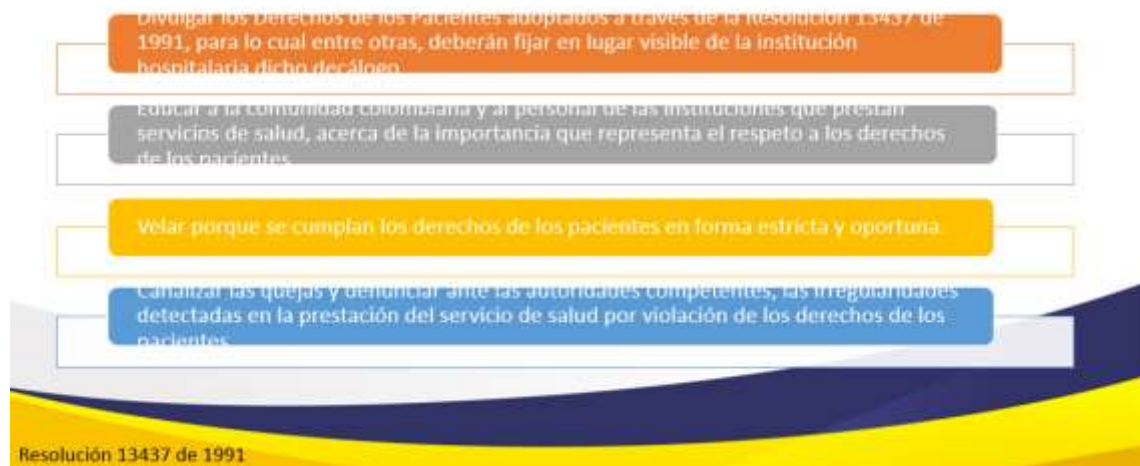 Divulgar los Derechos de los Pacientes adoptados a través de la Resolución 13437 de
1991, para lo cual entre otras, deberán fijar en lugar visible de la institución
hospitalaria dicho decálogo.
Educar a la comunidad colombiana y al personal de las instituciones que prestan
servicios de salud, acerca de la importancia que representa el respeto a los derechos
de los pacientes.
Velar porque se cumplan los derechos de los pacientes en forma estricta y oportuna.
Canalizar las quejas y denunciar ante las autoridades competentes, las irregularidades
detectadas en la prestación del servicio de salud por violación de los derechos de los
pacientes.
Resolución 13437 de 1991